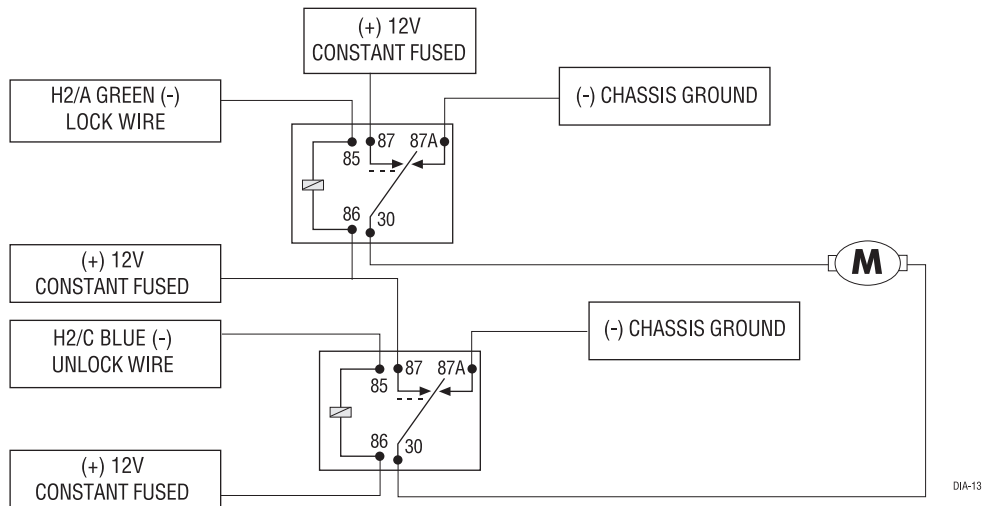 (+) 12V
CONSTANT FUSED
H2/A GREEN (-)
LOCK WIRE
(-) CHASSIS GROUND
87
87A
85
86
30
(+) 12V
CONSTANT FUSED
M
H2/C BLUE (-)
UNLOCK WIRE
(-) CHASSIS GROUND
87
87A
85
86
30
(+) 12V
CONSTANT FUSED
DIA-13